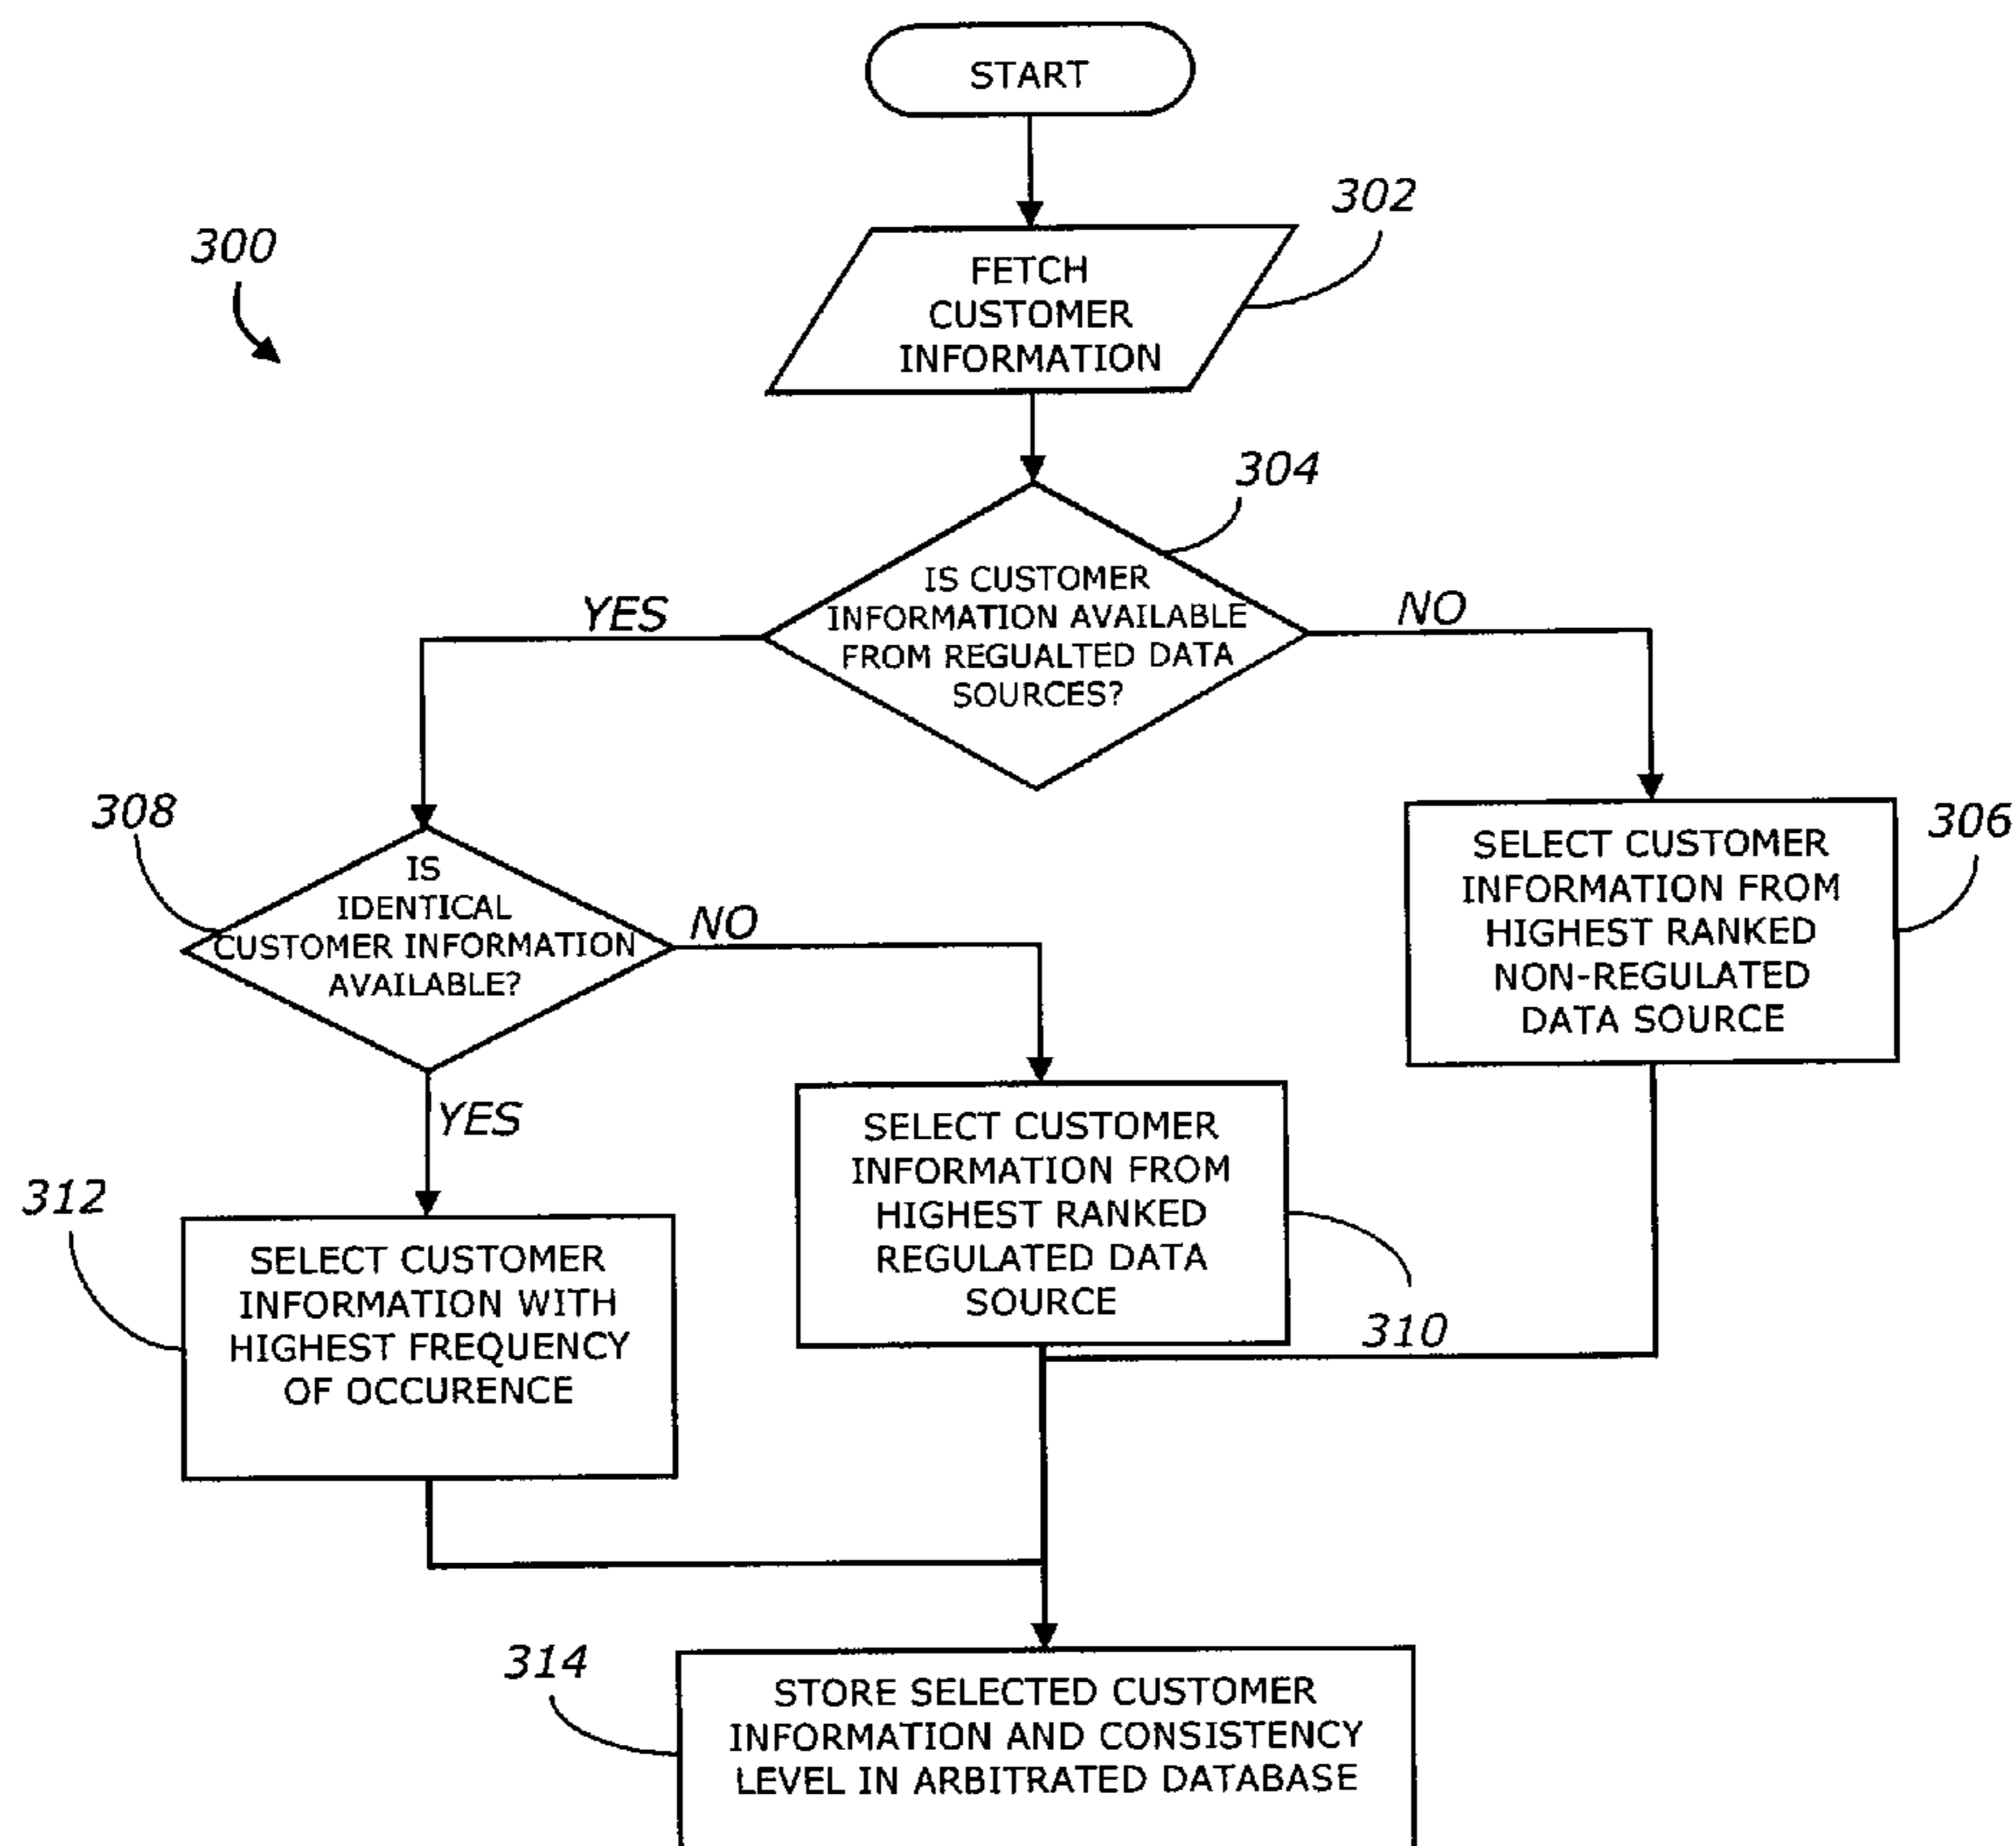 START
302
300
FETCH
CUSTOMER
INFORMATION
304
IS CUSTOMER
INFORMATION AVAILABLE
FROM REGUALTED DATA
SOURCES?
YES
NO
308
IS
IDENTICAL
CUSTOMER INFORMATION
AVAILABLE?
NO
YES
306
SELECT CUSTOMER
INFORMATION FROM
HIGHEST RANKED
NON-REGULATED
DATA SOURCE
SELECT CUSTOMER
INFORMATION FROM
HIGHEST RANKED
REGULATED DATA
SOURCE
310
312
SELECT CUSTOMER
INFORMATION WITH
HIGHEST FREQUENCY
OF OCCURENCE
314
STORE SELECTED CUSTOMER
INFORMATION AND CONSISTENCY
LEVEL IN ARBITRATED DATABASE